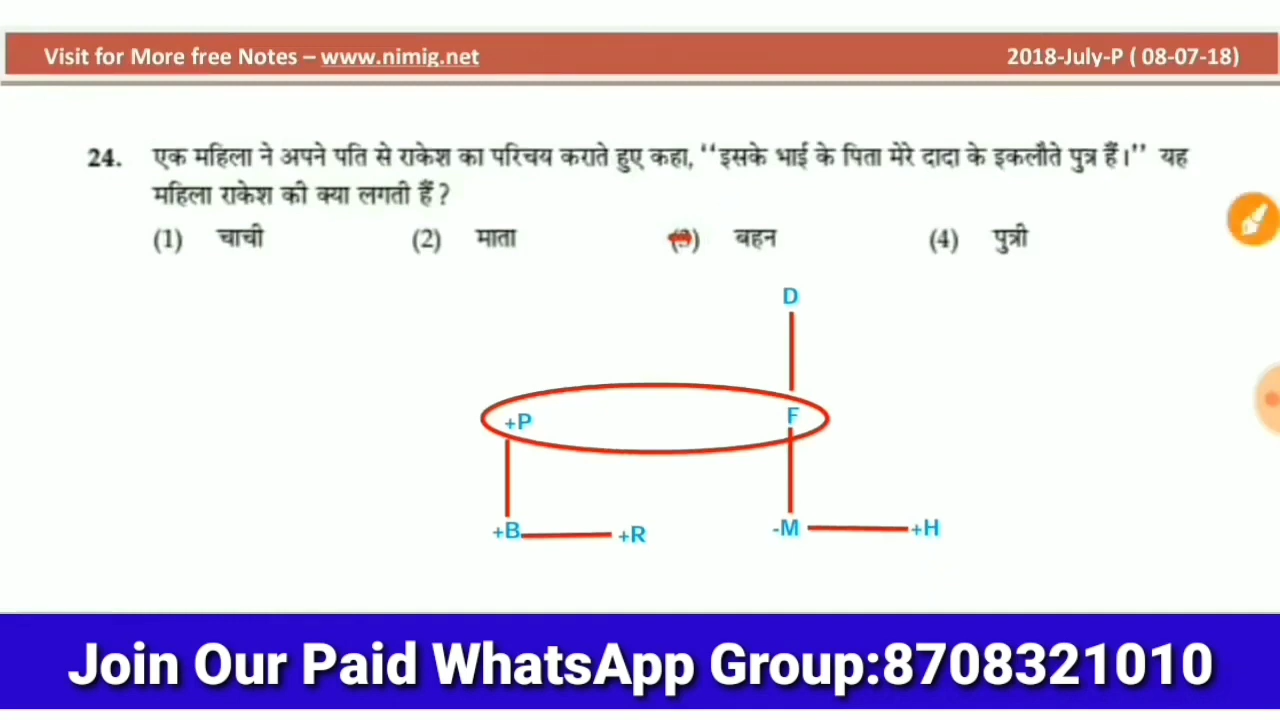 Visit for More free Notes – www.nimig.net
2018-July-P ( 08-07-18)
24. एक महिला ने अपने पति से राकेश का परिचय कराते हुए कहा, ‘‘इसके भाई के पिता मेरे दादा के इकलौते पुत्र हैं।’’ यह
महिला राकेश की क्या लगती हैं ?
(1) चाची (2) माता (3) बहन (4) पुत्री
D
+P F
+B +R -M +H
Join Our Paid WhatsApp Group:8708321010